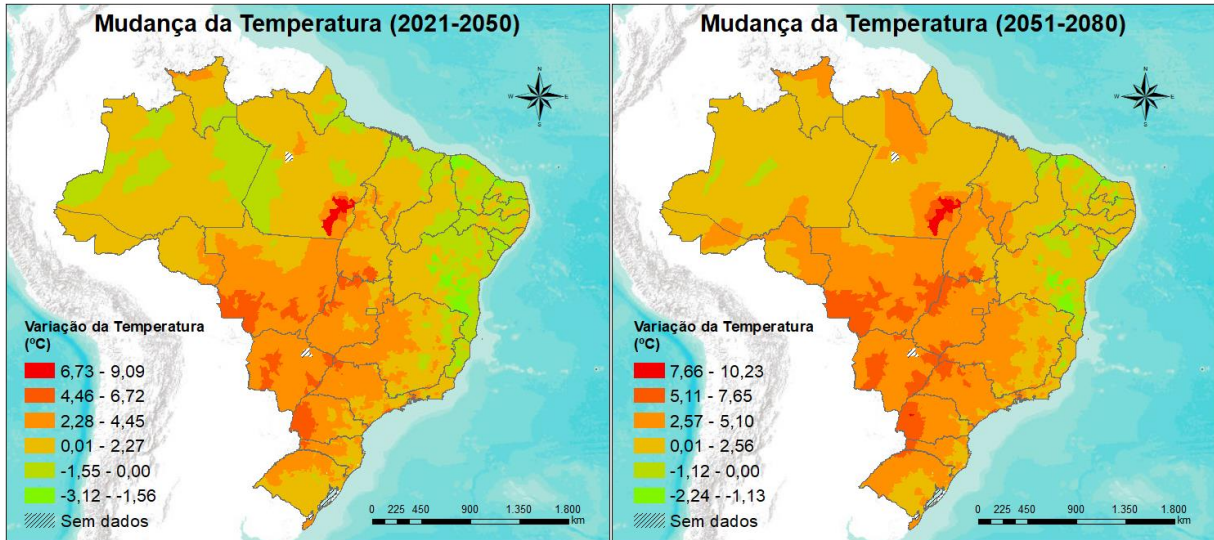 Mudança da Temperatura (2021-2050)
N
W
E
S
Variação da Temperatura
(ºC)
6,73 - 9,09
4,46 - 6,72
2,28 - 4,45
0,01 - 2,27
-1,55 - 0,00
-3,12 - -1,56
Sem dados
0 225 450 900 1.350 1.800
km
Mudança da Temperatura (2051-2080)
N
W
E
S
Variação da Temperatura
(ºC)
7,66 - 10,23
5,11 - 7,65
2,57 - 5,10
0,01 - 2,56
-1,12 - 0,00
-2,24 - -1,13
Sem dados
0 225 450 900 1.350 1.800
km